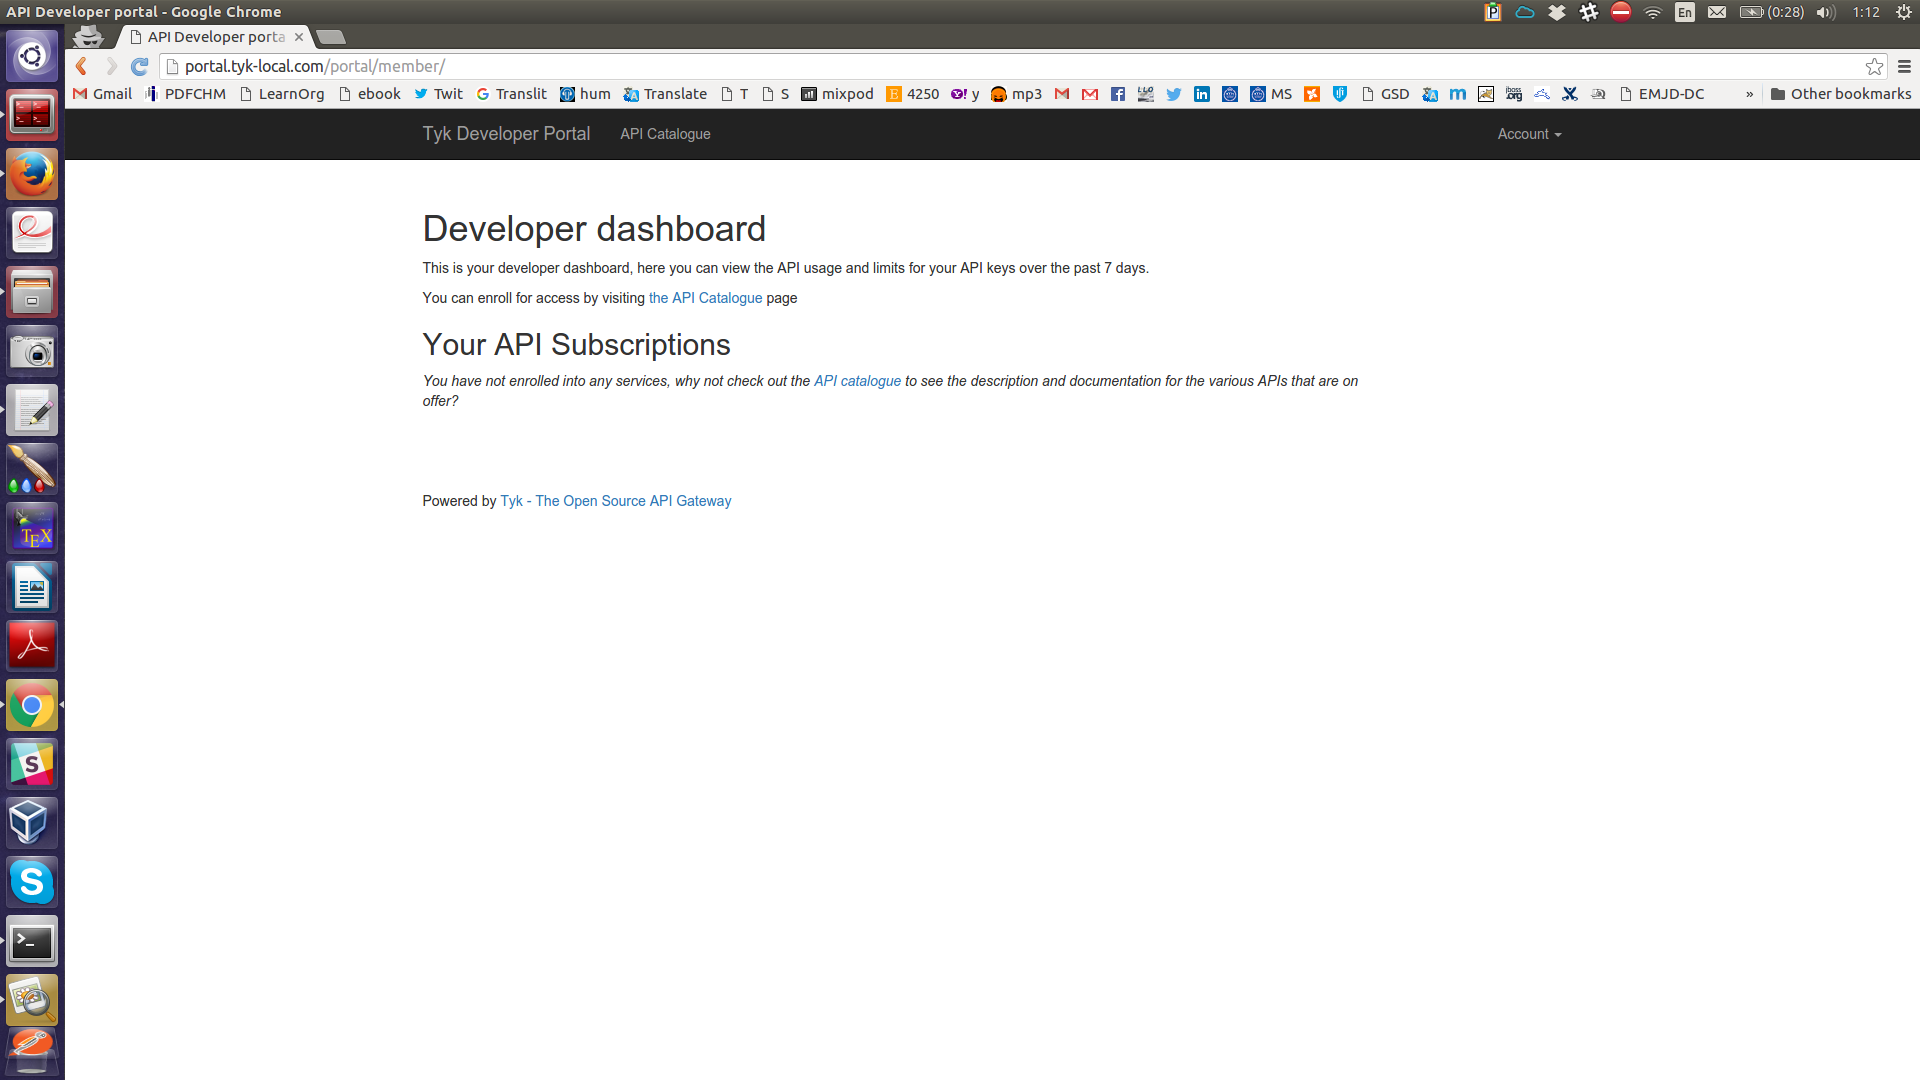 API Developer portal - Google Chrome
En
(0:28)
1:12
API Developer porta
portal.tyk-local.com/portal/member/
Gmail
PDFCHM
LearnOrg
ebook
Twit
Translit
hum
Translate
T
S
mixpod
4250
y
mp3
MS
GSD
EMJD-DC
»
Other bookmarks
Tyk Developer Portal
API Catalogue
Account
Developer dashboard
This is your developer dashboard, here you can view the API usage and limits for your API keys over the past 7 days.
You can enroll for access by visiting the API Catalogue page
Your API Subscriptions
You have not enrolled into any services, why not check out the API catalogue to see the description and documentation for the various APIs that are on
offer?
Powered by Tyk - The Open Source API Gateway